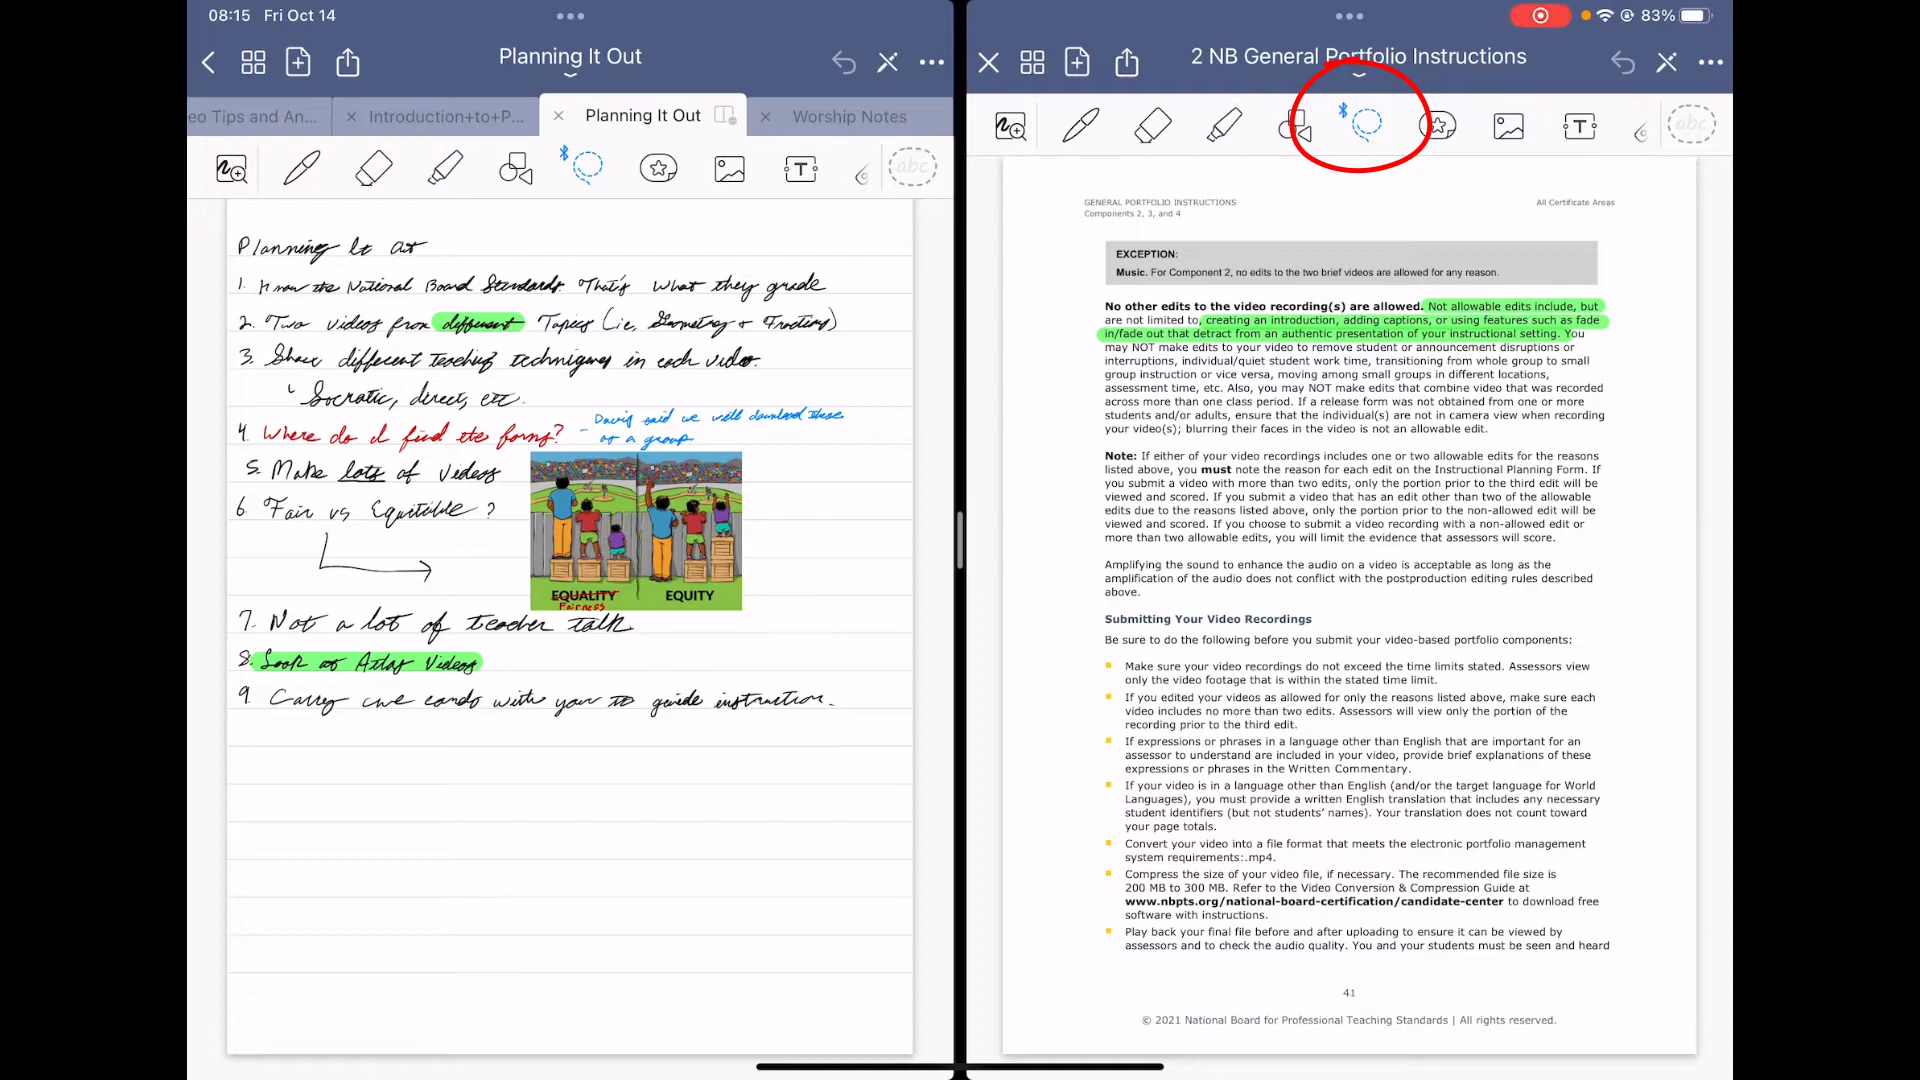 08:15 Fri Oct 14
83%
Planning It Out
eo Tips and An...
Introduction+to+P...
Planning It Out
Worship Notes
abc
Planning It Out
1. Know the National Board Standards. That's what they grade
2. Two videos from different Topics (ie, Geometry + Fractions)
3. Show different teaching techniques in each video.
Socratic, direct, etc.
4. Where do I find the forms?
- David said we will download these
as a group
5. Make lots of videos
6. Fair vs Equitable?
EQUALITY
Fairness
EQUITY
7. Not a lot of teacher talk
8. Look at Atlas Videos
9. Carry cue cards with you to guide instruction.
2 NB General Portfolio Instructions
abc
GENERAL PORTFOLIO INSTRUCTIONS
Components 2, 3, and 4
All Certificate Areas
EXCEPTION:
Music. For Component 2, no edits to the two brief videos are allowed for any reason.
No other edits to the video recording(s) are allowed. Not allowable edits include, but
are not limited to, creating an introduction, adding captions, or using features such as fade
in/fade out that detract from an authentic presentation of your instructional setting. You
may NOT make edits to your video to remove student or announcement disruptions or
interruptions, individual/quiet student work time, transitioning from whole group to small
group instruction or vice versa, moving among small groups in different locations,
assessment time, etc. Also, you may NOT make edits that combine video that was recorded
across more than one class period. If a release form was not obtained from one or more
students and/or adults, ensure that the individual(s) are not in camera view when recording
your video(s); blurring their faces in the video is not an allowable edit.
Note: If either of your video recordings includes one or two allowable edits for the reasons
listed above, you must note the reason for each edit on the Instructional Planning Form. If
you submit a video with more than two edits, only the portion prior to the third edit will be
viewed and scored. If you submit a video that has an edit other than two of the allowable
edits due to the reasons listed above, only the portion prior to the non-allowed edit will be
viewed and scored. If you choose to submit a video recording with a non-allowed edit or
more than two allowable edits, you will limit the evidence that assessors will score.
Amplifying the sound to enhance the audio on a video is acceptable as long as the
amplification of the audio does not conflict with the postproduction editing rules described
above.
Submitting Your Video Recordings
Be sure to do the following before you submit your video-based portfolio components:
Make sure your video recordings do not exceed the time limits stated. Assessors view
only the video footage that is within the stated time limit.
If you edited your videos as allowed for only the reasons listed above, make sure each
video includes no more than two edits. Assessors will view only the portion of the
recording prior to the third edit.
If expressions or phrases in a language other than English that are important for an
assessor to understand are included in your video, provide brief explanations of these
expressions or phrases in the Written Commentary.
If your video is in a language other than English (and/or the target language for World
Languages), you must provide a written English translation that includes any necessary
student identifiers (but not students' names). Your translation does not count toward
your page totals.
Convert your video into a file format that meets the electronic portfolio management
system requirements:.mp4.
Compress the size of your video file, if necessary. The recommended file size is
200 MB to 300 MB. Refer to the Video Conversion & Compression Guide at
www.nbpts.org/national-board-certification/candidate-center to download free
software with instructions.
Play back your final file before and after uploading to ensure it can be viewed by
assessors and to check the audio quality. You and your students must be seen and heard
41
© 2021 National Board for Professional Teaching Standards | All rights reserved.